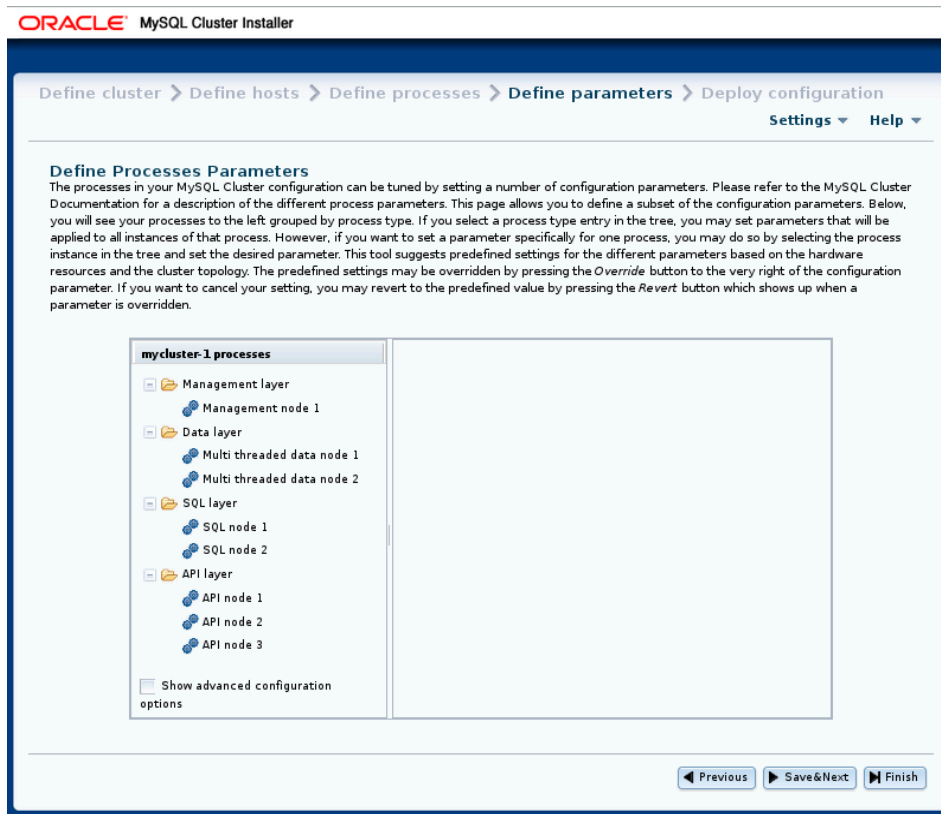 ORACLE® MySQL Cluster Installer
Define cluster > Define hosts > Define processes > Define parameters > Deploy configuration
Settings Help
Define Processes Parameters
The processes in your MySQL Cluster configuration can be tuned by setting a number of configuration parameters. Please refer to the MySQL Cluster
Documentation for a description of the different process parameters. This page allows you to define a subset of the configuration parameters. Below,
you will see your processes to the left grouped by process type. If you select a process type entry in the tree, you may set parameters that will be
applied to all instances of that process. However, if you want to set a parameter specifically for one process, you may do so by selecting the process
instance in the tree and set the desired parameter. This tool suggests predefined settings for the different parameters based on the hardware
resources and the cluster topology. The predefined settings may be overridden by pressing the Override button to the very right of the configuration
parameter. If you want to cancel your setting, you may revert to the predefined value by pressing the Revert button which shows up when a
parameter is overridden.
mycluster-1 processes
Management layer
Management node 1
Data layer
Multi threaded data node 1
Multi threaded data node 2
SQL layer
SQL node 1
SQL node 2
API layer
API node 1
API node 2
API node 3
Show advanced configuration
options
Previous Save&Next Finish